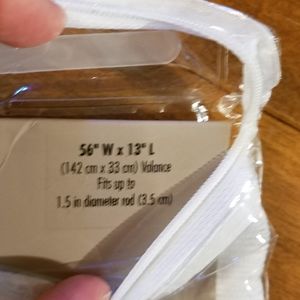 56" W x 13" L
(142 cm x 33 cm) Valance
Fits up to
1.5 in diameter rod (3.5 cm)